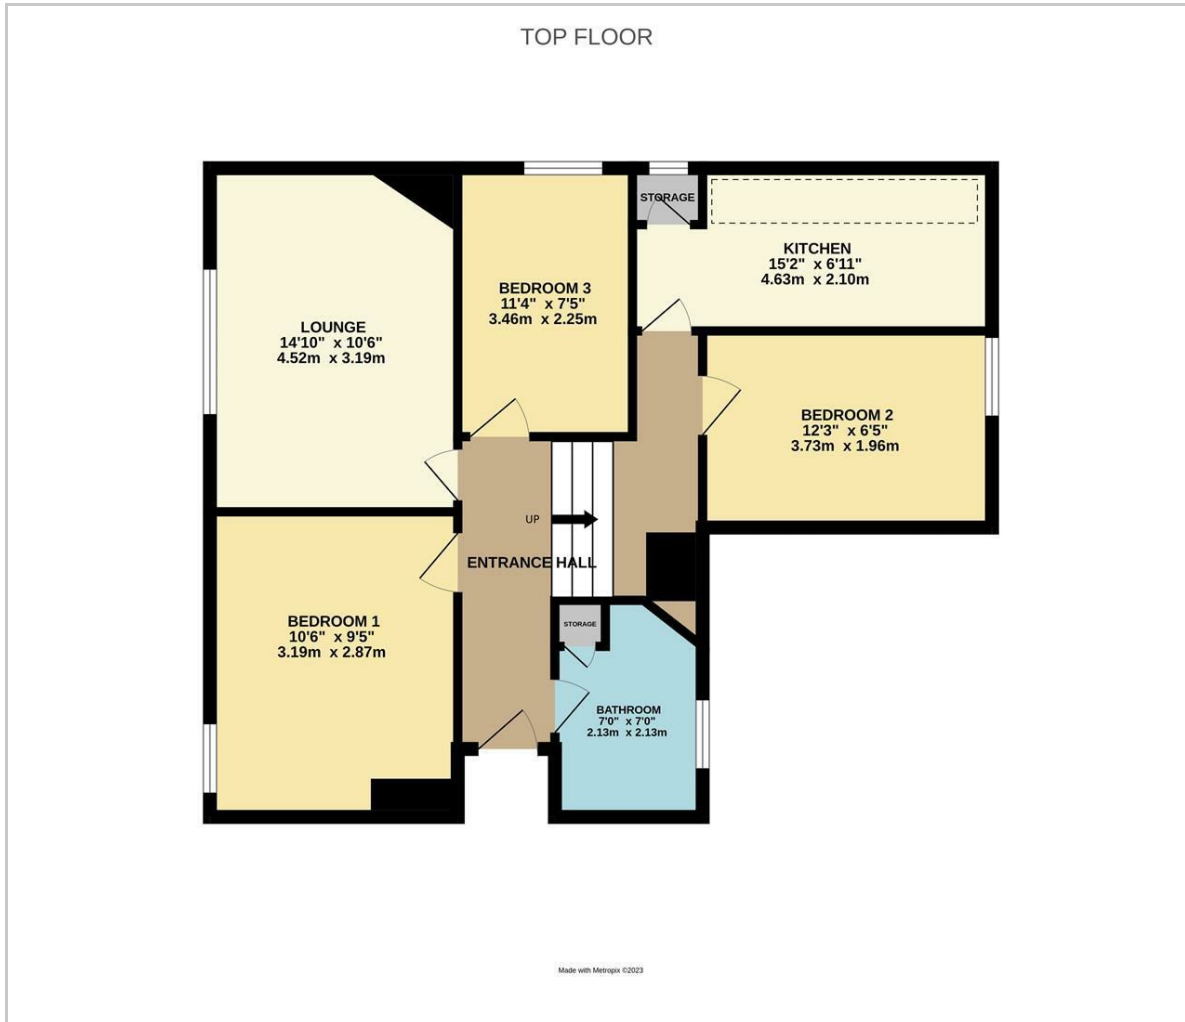 TOP FLOOR
STORAGE
KITCHEN
15'2" x 6'11"
4.63m x 2.10m
BEDROOM 3
11'4" x 7'5"
3.46m x 2.25m
LOUNGE
14'10" x 10'6"
4.52m x 3.19m
BEDROOM 2
12'3" x 6'5"
3.73m x 1.96m
UP
ENTRANCE HALL
BEDROOM 1
10'6" x 9'5"
3.19m x 2.87m
STORAGE
BATHROOM
7'0" x 7'0"
2.13m x 2.13m
Made with Metropix ©2023